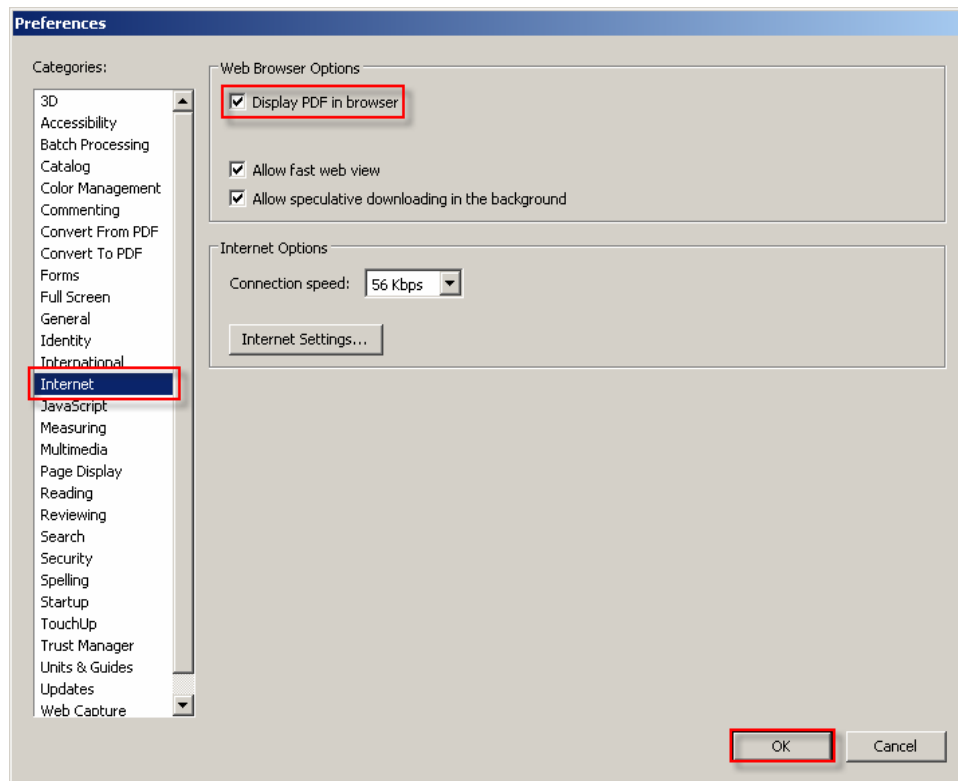 Preferences
Categories:
3D
Accessibility
Batch Processing
Catalog
Color Management
Commenting
Convert From PDF
Convert To PDF
Forms
Full Screen
General
Identity
International
Internet
JavaScript
Measuring
Multimedia
Page Display
Reading
Reviewing
Search
Security
Spelling
Startup
TouchUp
Trust Manager
Units & Guides
Updates
Web Capture
Web Browser Options
Display PDF in browser
Allow fast web view
Allow speculative downloading in the background
Internet Options
Connection speed: 56 Kbps
Internet Settings...
OK Cancel